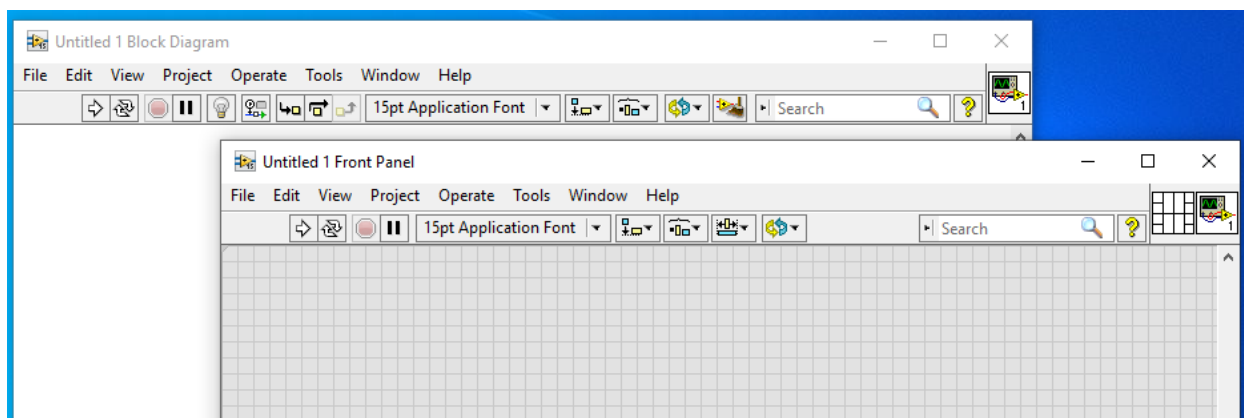 Untitled 1 Block Diagram
File Edit View Project Operate Tools Window Help
15pt Application Font Search ? 1
Untitled 1 Front Panel
File Edit View Project Operate Tools Window Help
15pt Application Font Search ? 1